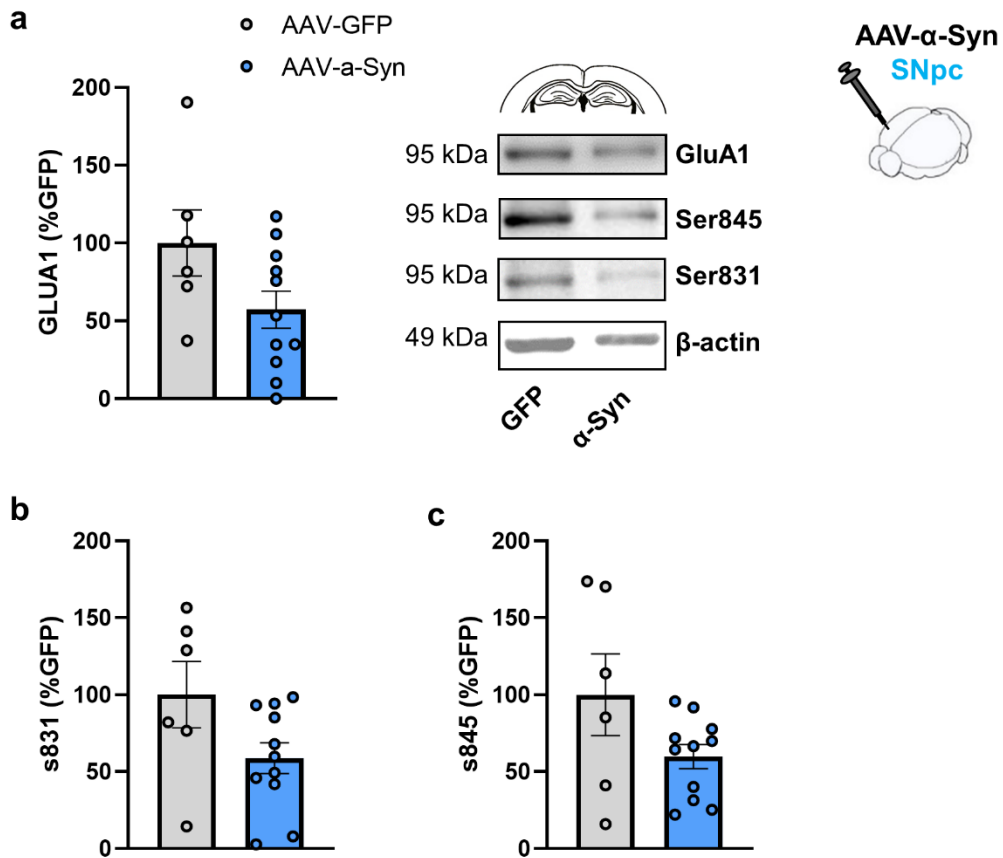 a
AAV-GFP
AAV-a-Syn
AAV-α-Syn
SNpc
GLUA1 (%GFP)
200
150
100
50
0
95 kDa GluA1
95 kDa Ser845
95 kDa Ser831
49 kDa β-actin
GFP α-Syn
b
s831 (%GFP)
200
150
100
50
0
c
s845 (%GFP)
200
150
100
50
0